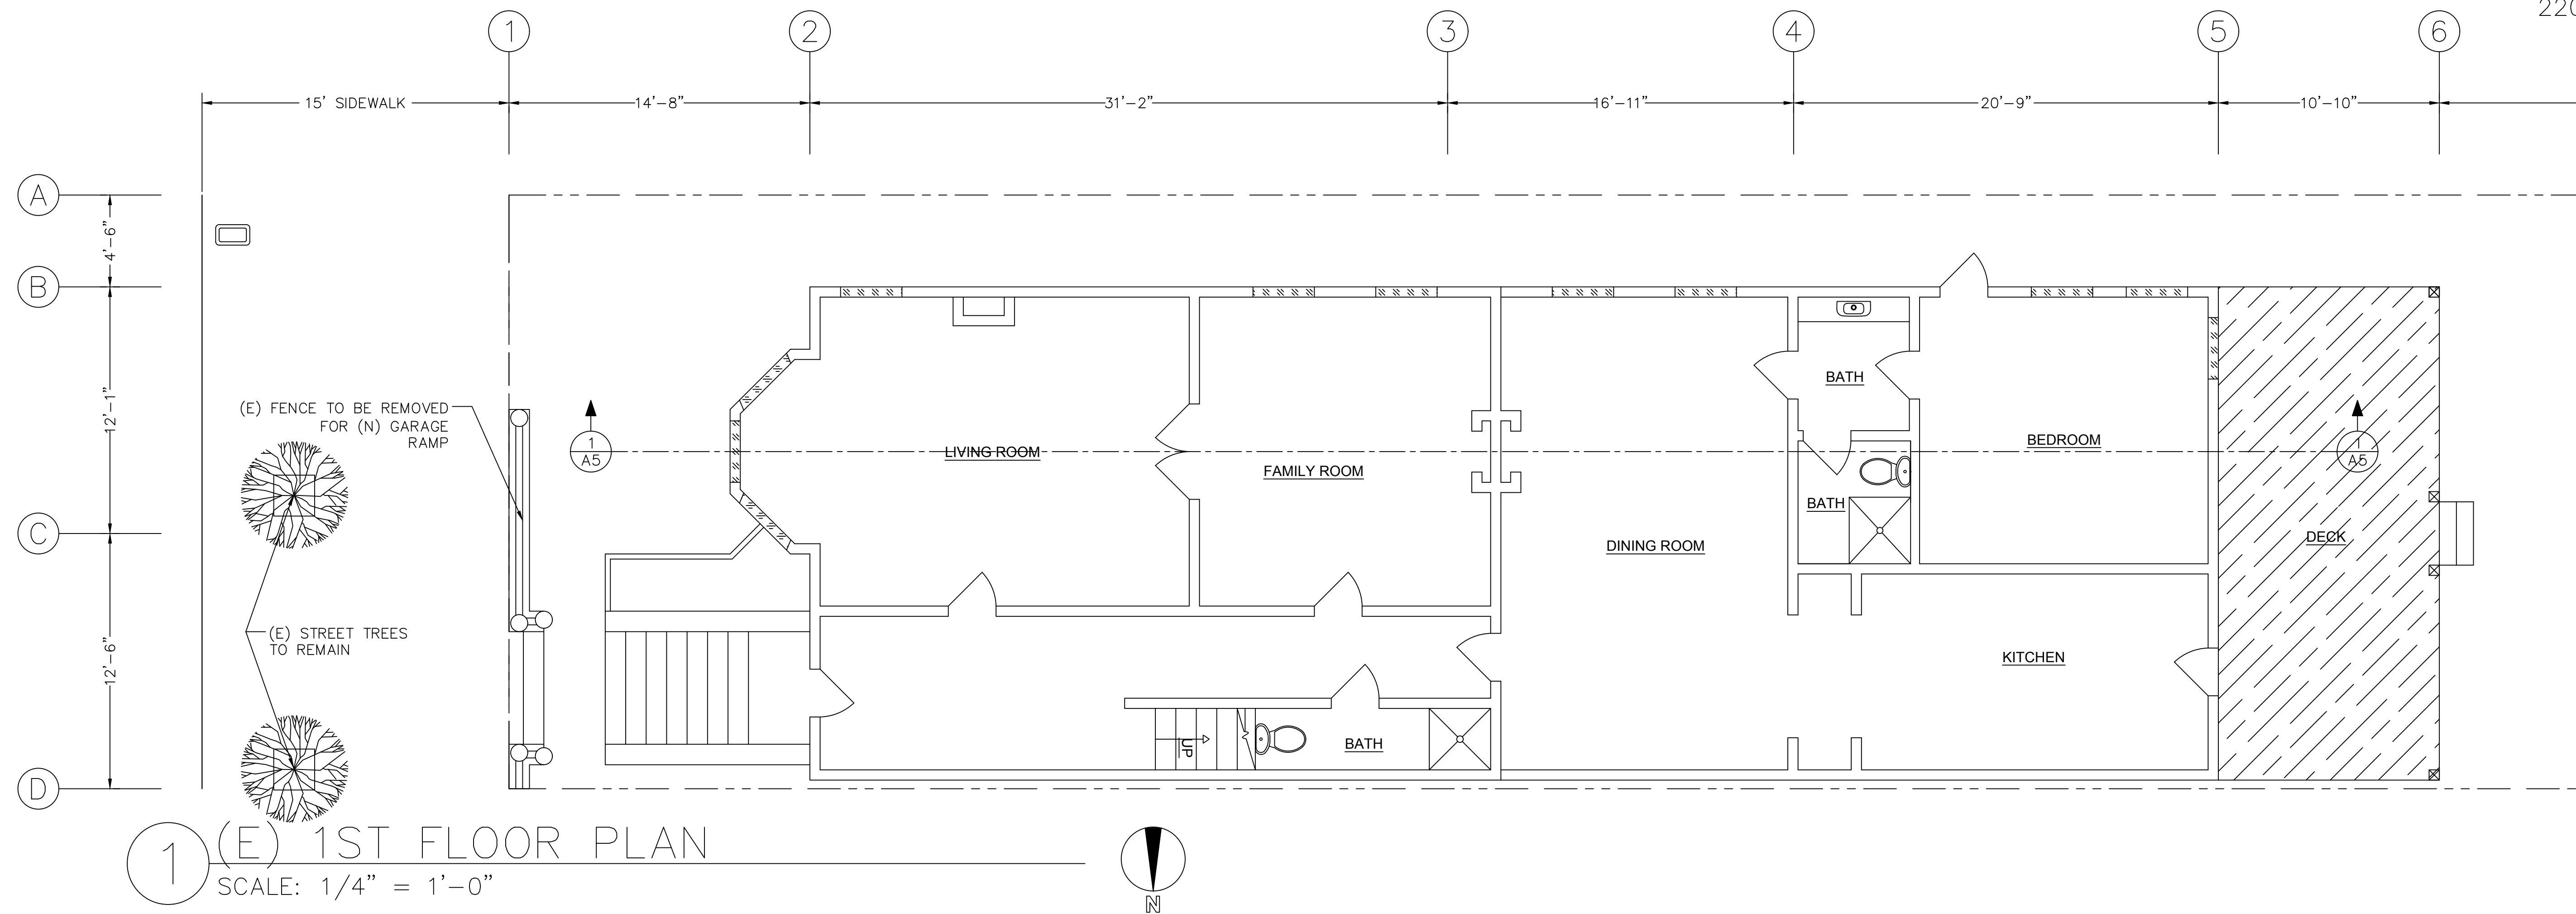 220
1 2 3 4 5 6
15' SIDEWALK 14'-8" 31'-2" 16'-11" 20'-9" 10'-10"
A
4'-6"
B
12'-1"
C
12'-6"
D
(E) FENCE TO BE REMOVED
FOR (N) GARAGE
RAMP
(E) STREET TREES
TO REMAIN
1
A5
LIVING ROOM
FAMILY ROOM
DINING ROOM
BATH
BATH
BEDROOM
1
A5
DECK
KITCHEN
UP
BATH
1
(E) 1ST FLOOR PLAN
SCALE: 1/4" = 1'-0"
N